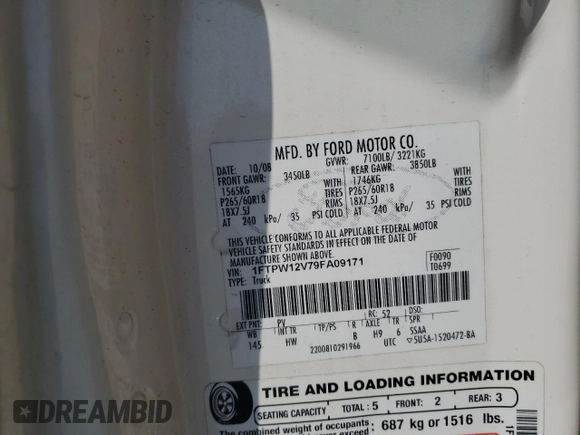 MFD. BY FORD MOTOR CO.
DATE: 10/08 GVWR: 7100LB/ 3221KG
FRONT GAWR: 3450LB REAR GAWR: 3850LB
1565KG WITH 1746KG WITH
P265/60R18 TIRES P265/60R18 TIRES
18X7.5J RIMS 18X7.5J RIMS
AT 240 kPa/ 35 PSI COLD AT 240 kPa/ 35 PSI COLD
THIS VEHICLE CONFORMS TO ALL APPLICABLE FEDERAL MOTOR
VEHICLE SAFETY STANDARDS IN EFFECT ON THE DATE OF
MANUFACTURE SHOWN ABOVE.
VIN: 1FTPW12V79FA09171 F0090
TYPE: Truck T0699
EXT PNT: PV RC: 52 DSO:
WB INT TR TP/PS R AXLE TR SPR
145 HW B H9 6 SSAA
2200810291966 UTC 5U5A-1520472-BA
TIRE AND LOADING INFORMATION
SEATING CAPACITY TOTAL: 5 FRONT: 2 REAR: 3
The combined weight of occupants
687 kg or 1516 lbs.
DREAMBID